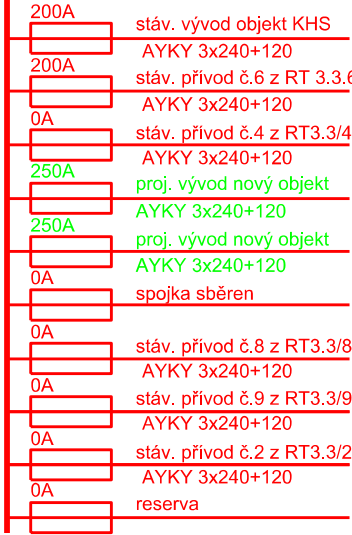 200A
stáv. vývod objekt KHS
AYKY 3x240+120
200A
stáv. přívod č.6 z RT 3.3.6
AYKY 3x240+120
0A
stáv. přívod č.4 z RT3.3/4
AYKY 3x240+120
250A
proj. vývod nový objekt
AYKY 3x240+120
250A
proj. vývod nový objekt
AYKY 3x240+120
0A
spojka sběren
0A
stáv. přívod č.8 z RT3.3/8
AYKY 3x240+120
0A
stáv. přívod č.9 z RT3.3/9
AYKY 3x240+120
0A
stáv. přívod č.2 z RT3.3/2
AYKY 3x240+120
0A
reserva